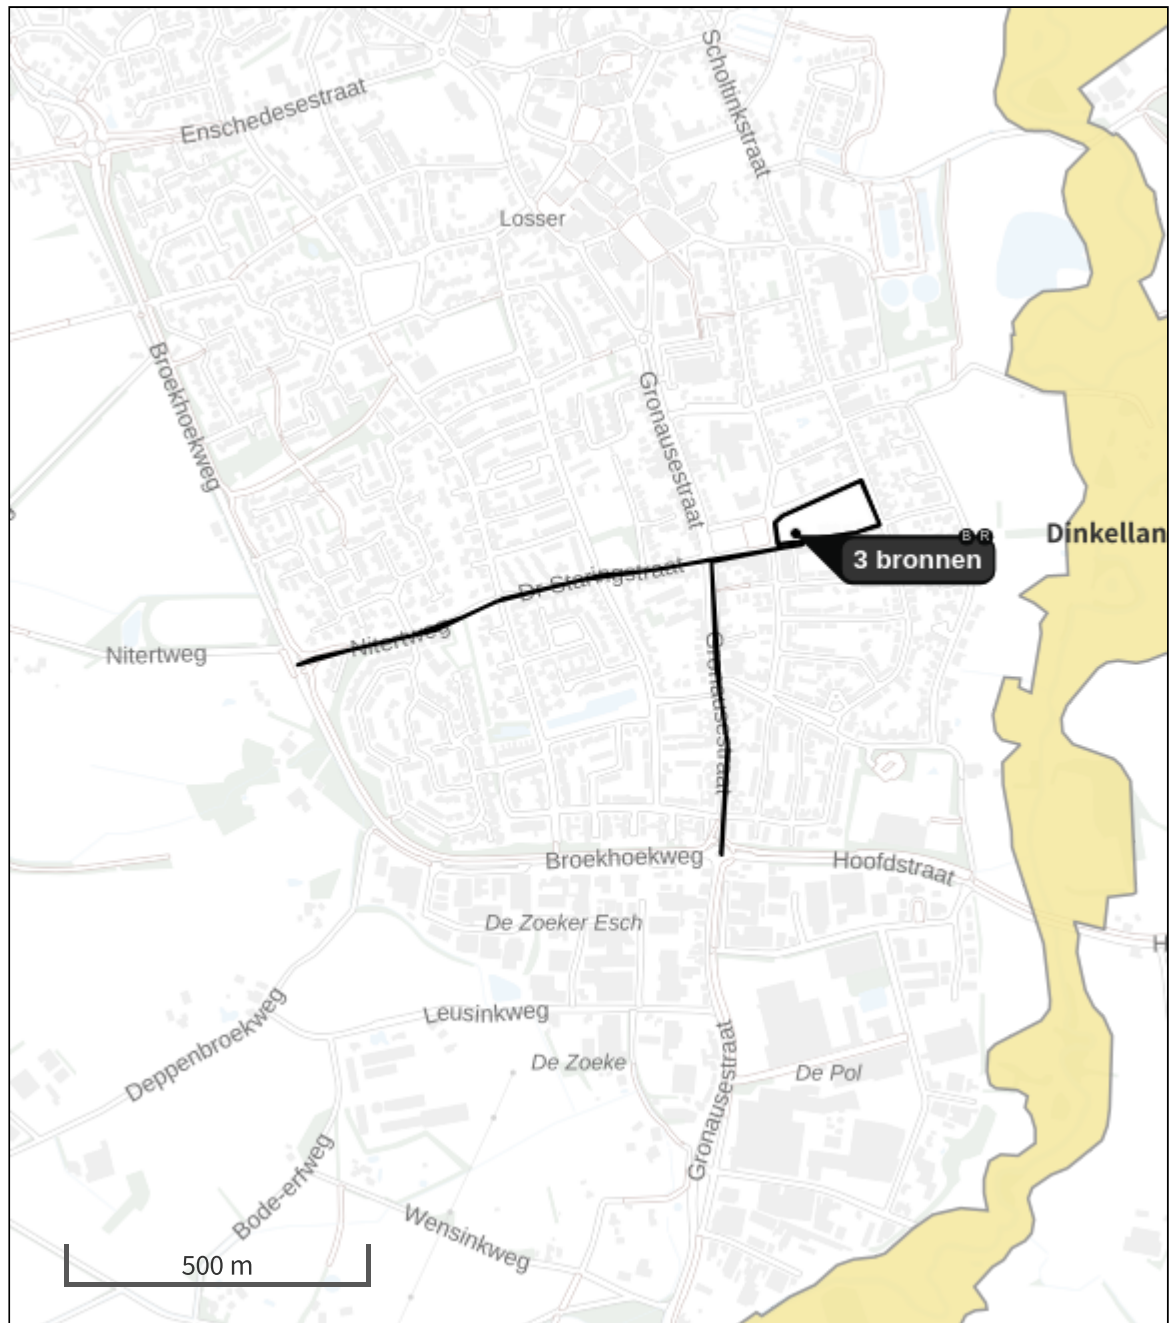 Scholtinkstraat
Enschedesestraat
Losser
Broekhoekweg
Gronausestraat
B R
Dinkellan
3 bronnen
Dr Staringstraat
Nitertweg
Nitertweg
Gronausestraat
Broekhoekweg
Hoofdstraat
De Zoeker Esch
H
Leusinkweg
Deppenbroekweg
De Zoeke
De Pol
Gronausestraat
Bode-erfweg
Wensinkweg
500 m